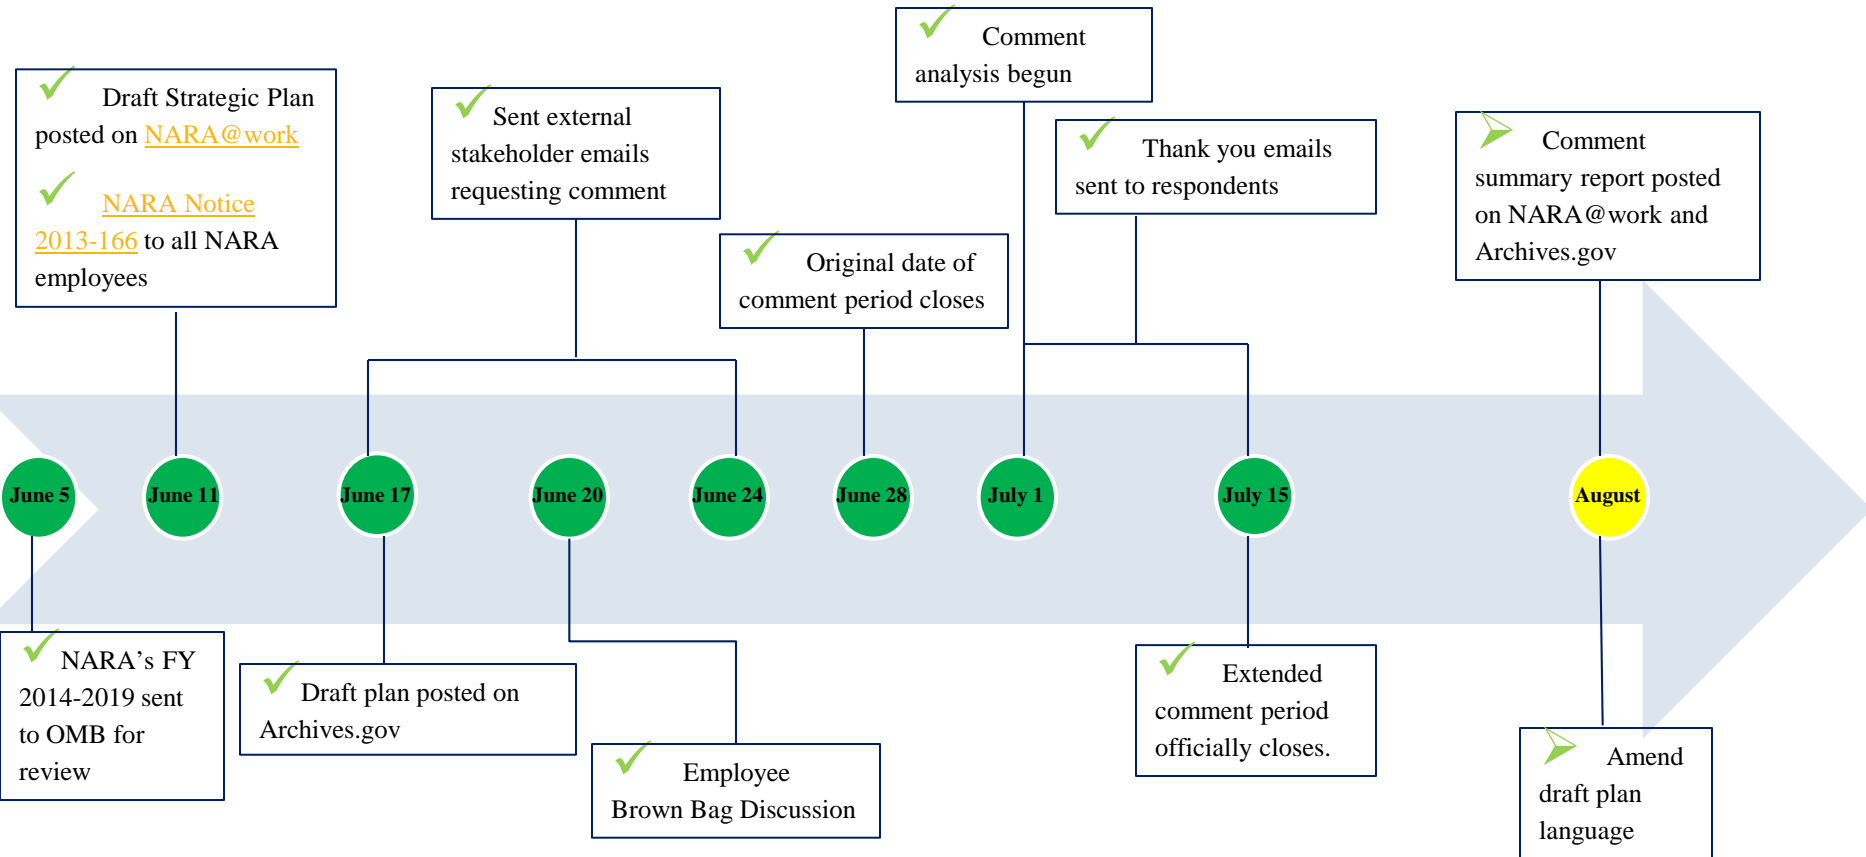 Comment
analysis begun
Draft Strategic Plan
posted on NARA@work
NARA Notice
2013-166 to all NARA
employees
Sent external
stakeholder emails
requesting comment
Thank you emails
sent to respondents
Comment
summary report posted
on NARA@work and
Archives.gov
Original date of
comment period closes
June 5
June 11
June 17
June 20
June 24
June 28
July 1
July 15
August
NARA’s FY
2014-2019 sent
to OMB for
review
Draft plan posted on
Archives.gov
Employee
Brown Bag Discussion
Extended
comment period
officially closes.
Amend
draft plan
language